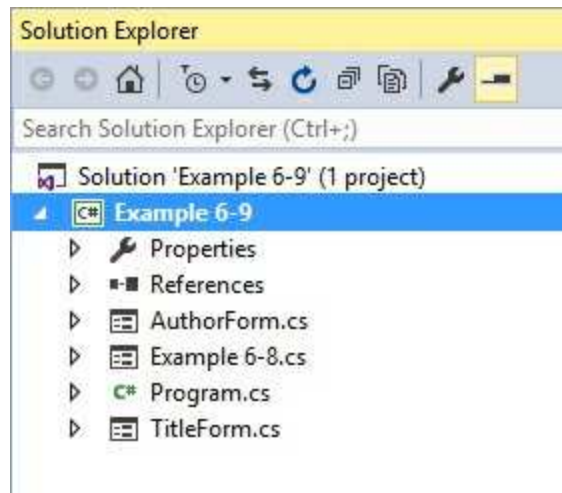 Solution Explorer
Search Solution Explorer (Ctrl+;)
Solution 'Example 6-9' (1 project)
C# Example 6-9
Properties
References
AuthorForm.cs
Example 6-8.cs
C# Program.cs
TitleForm.cs